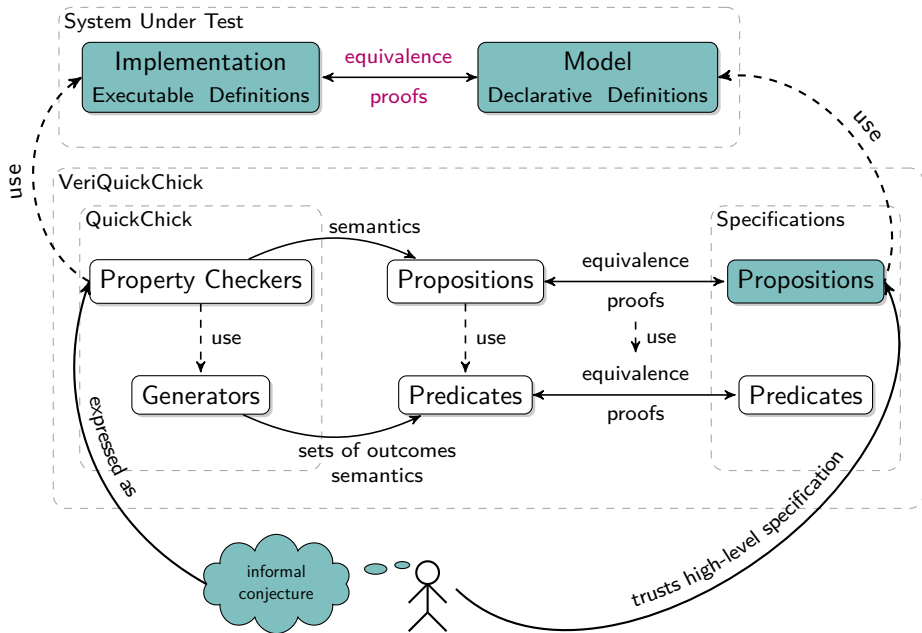 System Under Test
Implementation
Executable Definitions
equivalence
proofs
Model
Declarative Definitions
use
use
VeriQuickChick
QuickChick
Specifications
semantics
Property Checkers
Propositions
equivalence
proofs
Propositions
use
use
use
Generators
Predicates
equivalence
proofs
Predicates
sets of outcomes
semantics
expressed as
trusts high-level specification
informal
conjecture